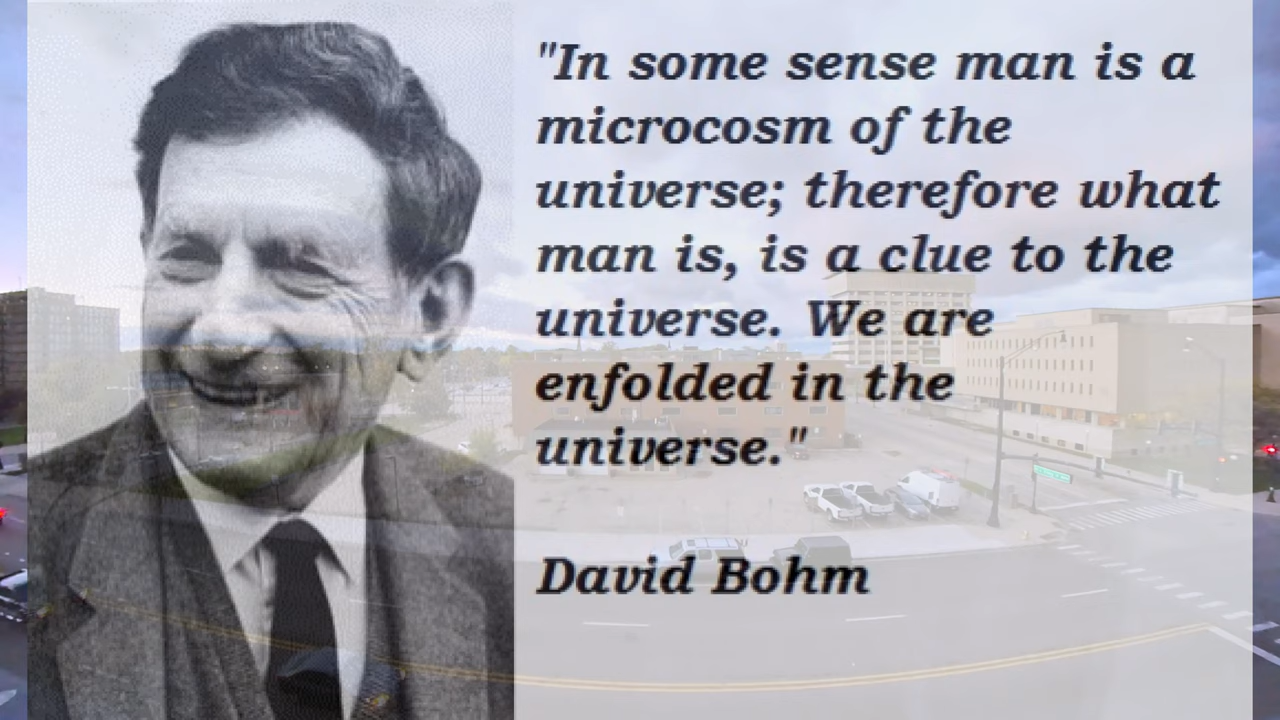 "In some sense man is a
microcosm of the
universe; therefore what
man is, is a clue to the
universe. We are
enfolded in the
universe."
David Bohm